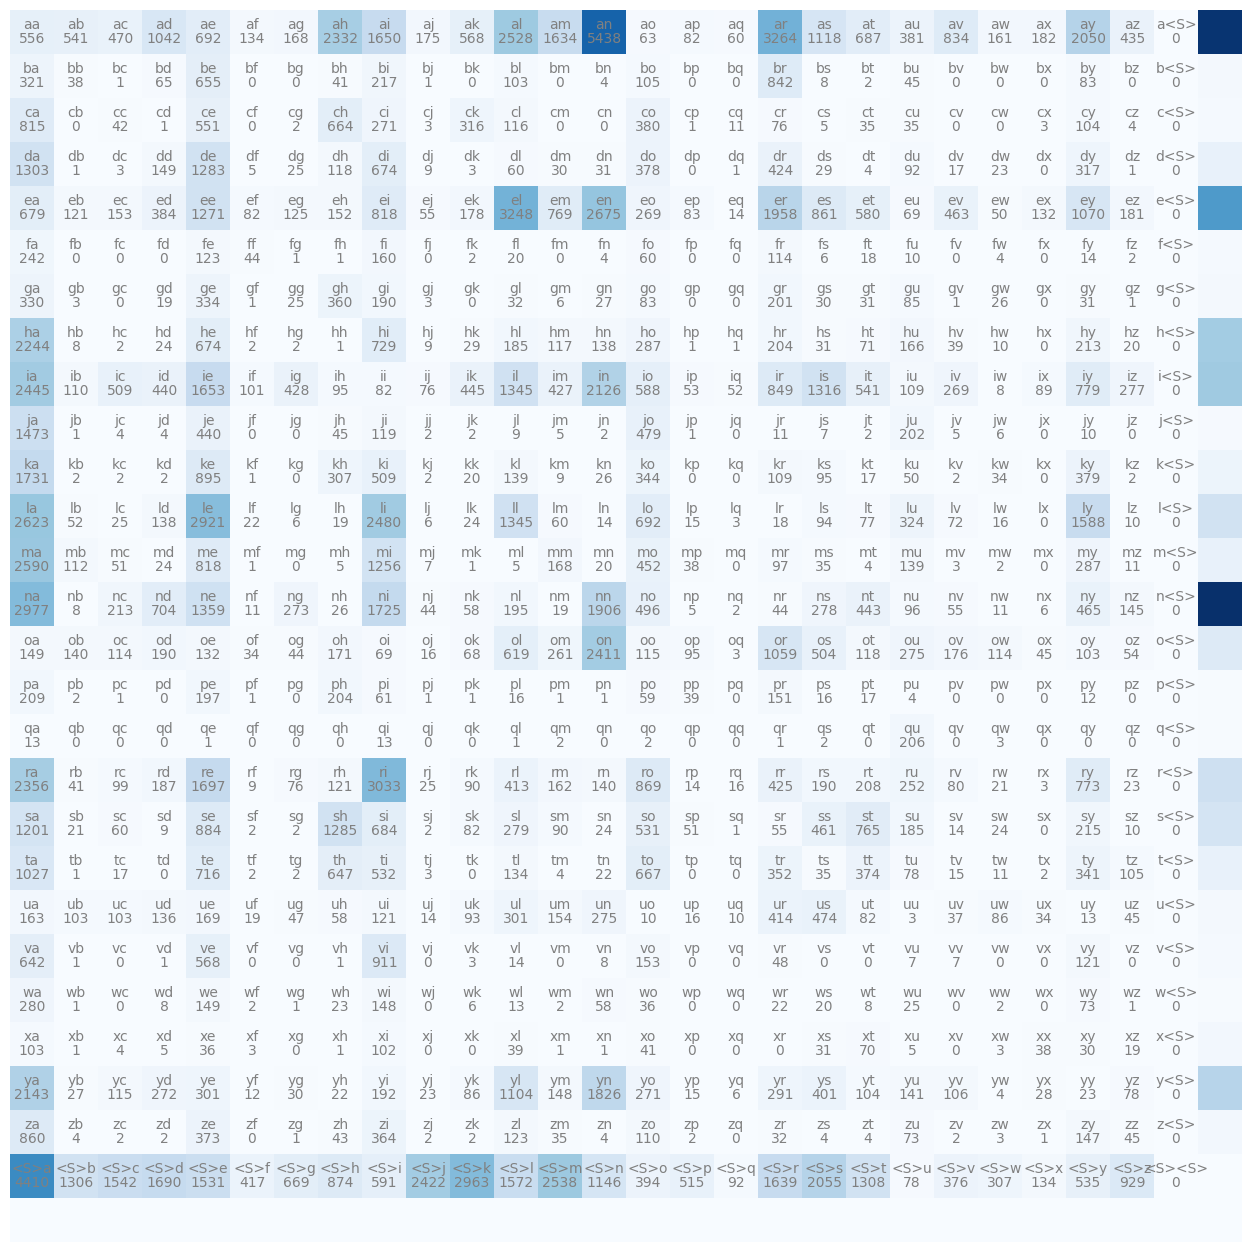 aa ab ac ad ae af ag ah ai aj ak al am an ao ap aq ar as at au av aw ax ay az a<S>
556 541 470 1042 692 134 168 2332 1650 175 568 2528 1634 5438 63 82 60 3264 1118 687 381 834 161 182 2050 435 0
ba bb bc bd be bf bg bh bi bj bk bl bm bn bo bp bq br bs bt bu bv bw bx by bz b<S>
321 38 1 65 655 0 0 41 217 1 0 103 0 4 105 0 0 842 8 2 45 0 0 0 83 0 0
ca cb cc cd ce cf cg ch ci cj ck cl cm cn co cp cq cr cs ct cu cv cw cx cy cz c<S>
815 0 42 1 551 0 2 664 271 3 316 116 0 0 380 1 11 76 5 35 35 0 0 3 104 4 0
da db dc dd de df dg dh di dj dk dl dm dn do dp dq dr ds dt du dv dw dx dy dz d<S>
1303 1 3 149 1283 5 25 118 674 9 3 60 30 31 378 0 1 424 29 4 92 17 23 0 317 1 0
ea eb ec ed ee ef eg eh ei ej ek el em en eo ep eq er es et eu ev ew ex ey ez e<S>
679 121 153 384 1271 82 125 152 818 55 178 3248 769 2675 269 83 14 1958 861 580 69 463 50 132 1070 181 0
fa fb fc fd fe ff fg fh fi fj fk fl fm fn fo fp fq fr fs ft fu fv fw fx fy fz f<S>
242 0 0 0 123 44 1 1 160 0 2 20 0 4 60 0 0 114 6 18 10 0 4 0 14 2 0
ga gb gc gd ge gf gg gh gi gj gk gl gm gn go gp gq gr gs gt gu gv gw gx gy gz g<S>
330 3 0 19 334 1 25 360 190 3 0 32 6 27 83 0 0 201 30 31 85 1 26 0 31 1 0
ha hb hc hd he hf hg hh hi hj hk hl hm hn ho hp hq hr hs ht hu hv hw hx hy hz h<S>
2244 8 2 24 674 2 2 1 729 9 29 185 117 138 287 1 1 204 31 71 166 39 10 0 213 20 0
ia ib ic id ie if ig ih ii ij ik il im in io ip iq ir is it iu iv iw ix iy iz i<S>
2445 110 509 440 1653 101 428 95 82 76 445 1345 427 2126 588 53 52 849 1316 541 109 269 8 89 779 277 0
ja jb jc jd je jf jg jh ji jj jk jl jm jn jo jp jq jr js jt ju jv jw jx jy jz j<S>
1473 1 4 4 440 0 0 45 119 2 2 9 5 2 479 1 0 11 7 2 202 5 6 0 10 0 0
ka kb kc kd ke kf kg kh ki kj kk kl km kn ko kp kq kr ks kt ku kv kw kx ky kz k<S>
1731 2 2 2 895 1 0 307 509 2 20 139 9 26 344 0 0 109 95 17 50 2 34 0 379 2 0
la lb lc ld le lf lg lh li lj lk ll lm ln lo lp lq lr ls lt lu lv lw lx ly lz l<S>
2623 52 25 138 2921 22 6 19 2480 6 24 1345 60 14 692 15 3 18 94 77 324 72 16 0 1588 10 0
ma mb mc md me mf mg mh mi mj mk ml mm mn mo mp mq mr ms mt mu mv mw mx my mz m<S>
2590 112 51 24 818 1 0 5 1256 7 1 5 168 20 452 38 0 97 35 4 139 3 2 0 287 11 0
na nb nc nd ne nf ng nh ni nj nk nl nm nn no np nq nr ns nt nu nv nw nx ny nz n<S>
2977 8 213 704 1359 11 273 26 1725 44 58 195 19 1906 496 5 2 44 278 443 96 55 11 6 465 145 0
oa ob oc od oe of og oh oi oj ok ol om on oo op oq or os ot ou ov ow ox oy oz o<S>
149 140 114 190 132 34 44 171 69 16 68 619 261 2411 115 95 3 1059 504 118 275 176 114 45 103 54 0
pa pb pc pd pe pf pg ph pi pj pk pl pm pn po pp pq pr ps pt pu pv pw px py pz p<S>
209 2 1 0 197 1 0 204 61 1 1 16 1 1 59 39 0 151 16 17 4 0 0 0 12 0 0
qa qb qc qd qe qf qg qh qi qj qk ql qm qn qo qp qq qr qs qt qu qv qw qx qy qz q<S>
13 0 0 0 1 0 0 0 13 0 0 1 2 0 2 0 0 1 2 0 206 0 3 0 0 0 0
ra rb rc rd re rf rg rh ri rj rk rl rm rn ro rp rq rr rs rt ru rv rw rx ry rz r<S>
2356 41 99 187 1697 9 76 121 3033 25 90 413 162 140 869 14 16 425 190 208 252 80 21 3 773 23 0
sa sb sc sd se sf sg sh si sj sk sl sm sn so sp sq sr ss st su sv sw sx sy sz s<S>
1201 21 60 9 884 2 2 1285 684 2 82 279 90 24 531 51 1 55 461 765 185 14 24 0 215 10 0
ta tb tc td te tf tg th ti tj tk tl tm tn to tp tq tr ts tt tu tv tw tx ty tz t<S>
1027 1 17 0 716 2 2 647 532 3 0 134 4 22 667 0 0 352 35 374 78 15 11 2 341 105 0
ua ub uc ud ue uf ug uh ui uj uk ul um un uo up uq ur us ut uu uv uw ux uy uz u<S>
163 103 103 136 169 19 47 58 121 14 93 301 154 275 10 16 10 414 474 82 3 37 86 34 13 45 0
va vb vc vd ve vf vg vh vi vj vk vl vm vn vo vp vq vr vs vt vu vv vw vx vy vz v<S>
642 1 0 1 568 0 0 1 911 0 3 14 0 8 153 0 0 48 0 0 7 7 0 0 121 0 0
wa wb wc wd we wf wg wh wi wj wk wl wm wn wo wp wq wr ws wt wu wv ww wx wy wz w<S>
280 1 0 8 149 2 1 23 148 0 6 13 2 58 36 0 0 22 20 8 25 0 2 0 73 1 0
xa xb xc xd xe xf xg xh xi xj xk xl xm xn xo xp xq xr xs xt xu xv xw xx xy xz x<S>
103 1 4 5 36 3 0 1 102 0 0 39 1 1 41 0 0 0 31 70 5 0 3 38 30 19 0
ya yb yc yd ye yf yg yh yi yj yk yl ym yn yo yp yq yr ys yt yu yv yw yx yy yz y<S>
2143 27 115 272 301 12 30 22 192 23 86 1104 148 1826 271 15 6 291 401 104 141 106 4 28 23 78 0
za zb zc zd ze zf zg zh zi zj zk zl zm zn zo zp zq zr zs zt zu zv zw zx zy zz z<S>
860 4 2 2 373 0 1 43 364 2 2 123 35 4 110 2 0 32 4 4 73 2 3 1 147 45 0
<S>a <S>b <S>c <S>d <S>e <S>f <S>g <S>h <S>i <S>j <S>k <S>l <S>m <S>n <S>o <S>p <S>q <S>r <S>s <S>t <S>u <S>v <S>w <S>x <S>y <S>z <S><S>
1306 1542 1690 1531 417 669 874 591 2422 2963 1572 2538 1146 394 515 92 1639 2055 1308 78 376 307 134 535 929 0